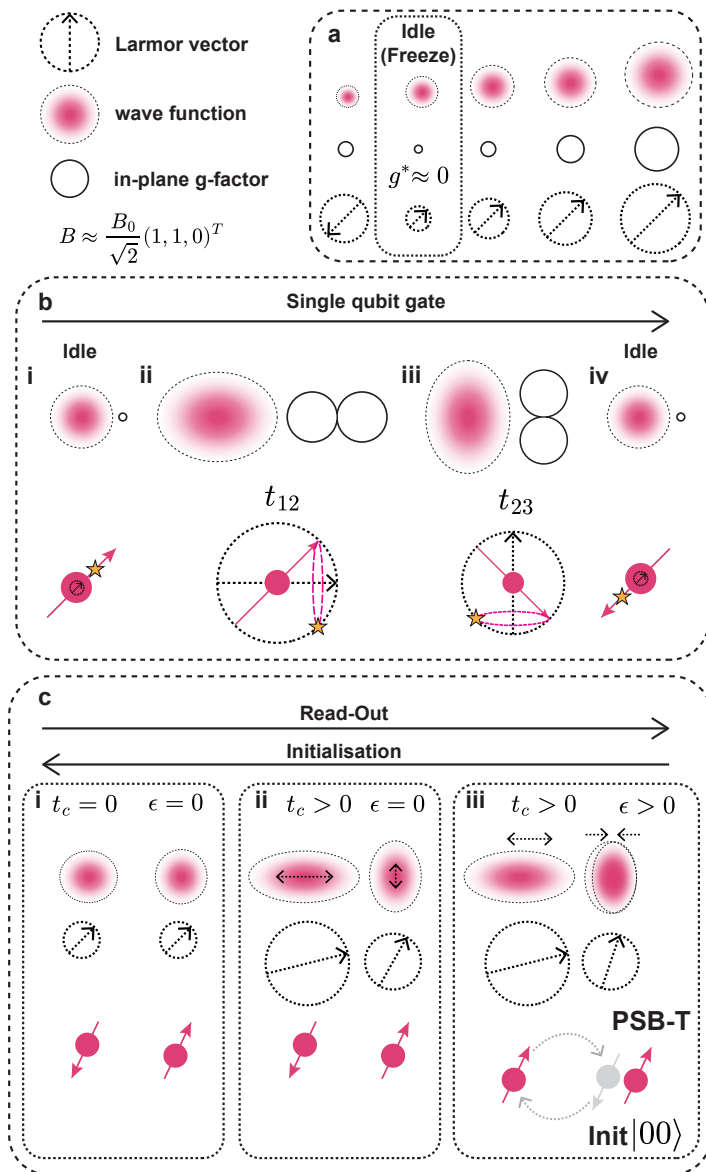 Larmor vector
wave function
in-plane g-factor
B ≈ B₀/√2 (1, 1, 0)ᵀ
a
Idle
(Freeze)
g* ≈ 0
b
Single qubit gate
Idle
Idle
i
ii
iii
iv
t₁₂
t₂₃
c
Read-Out
Initialisation
i
t_c = 0
ϵ = 0
ii
t_c > 0
ϵ = 0
iii
t_c > 0
ϵ > 0
PSB-T
Init|00⟩